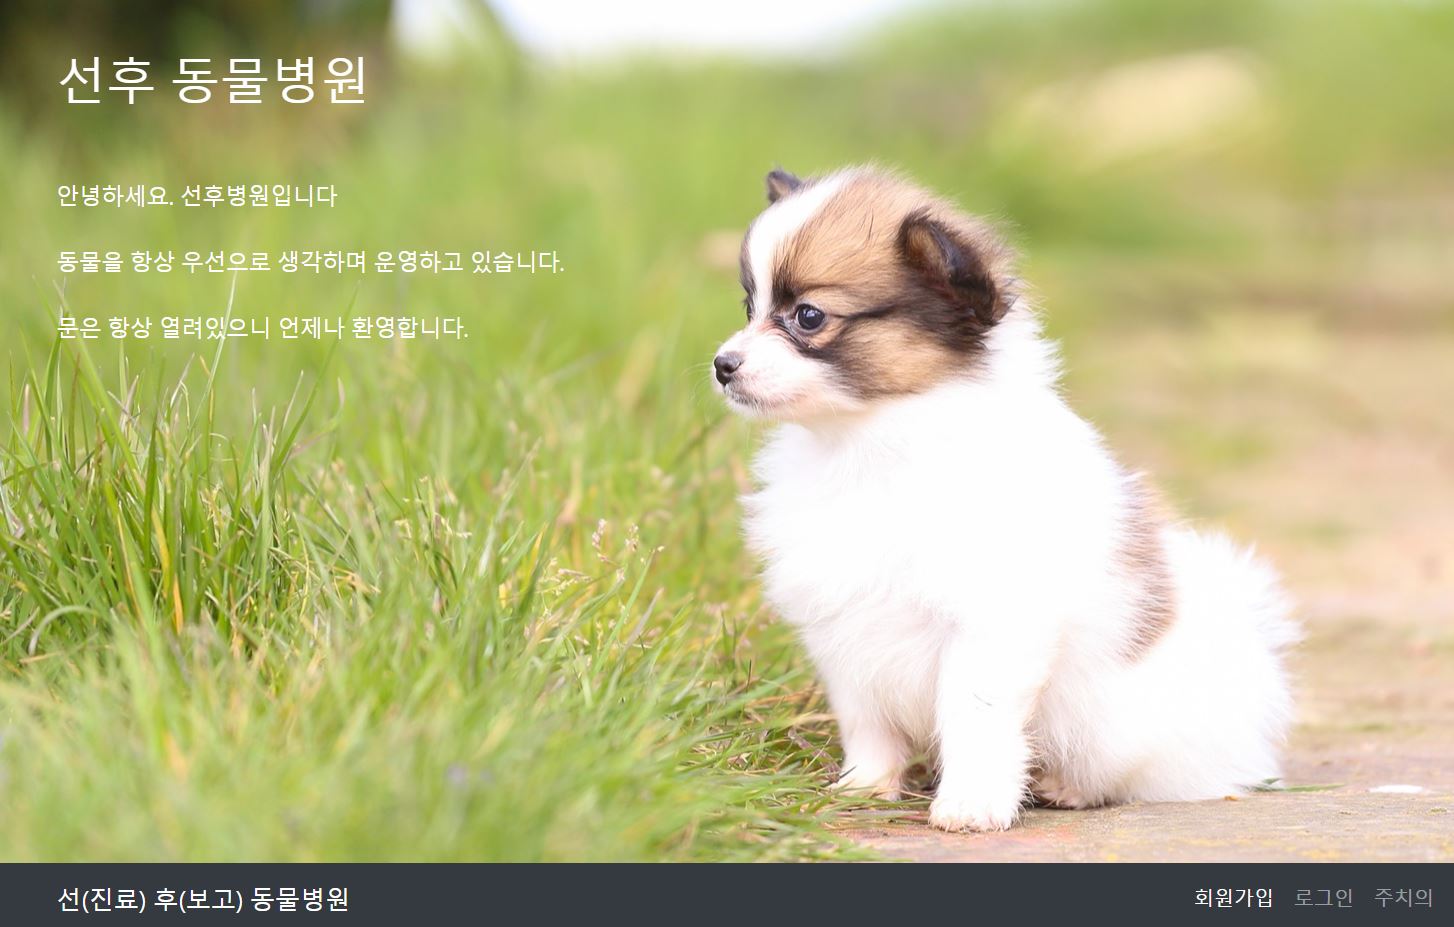 선후 동물병원
안녕하세요. 선후병원입니다
동물을 항상 우선으로 생각하며 운영하고 있습니다.
문은 항상 열려있으니 언제나 환영합니다.
선(진료) 후(보고) 동물병원
회원가입 로그인 주치의